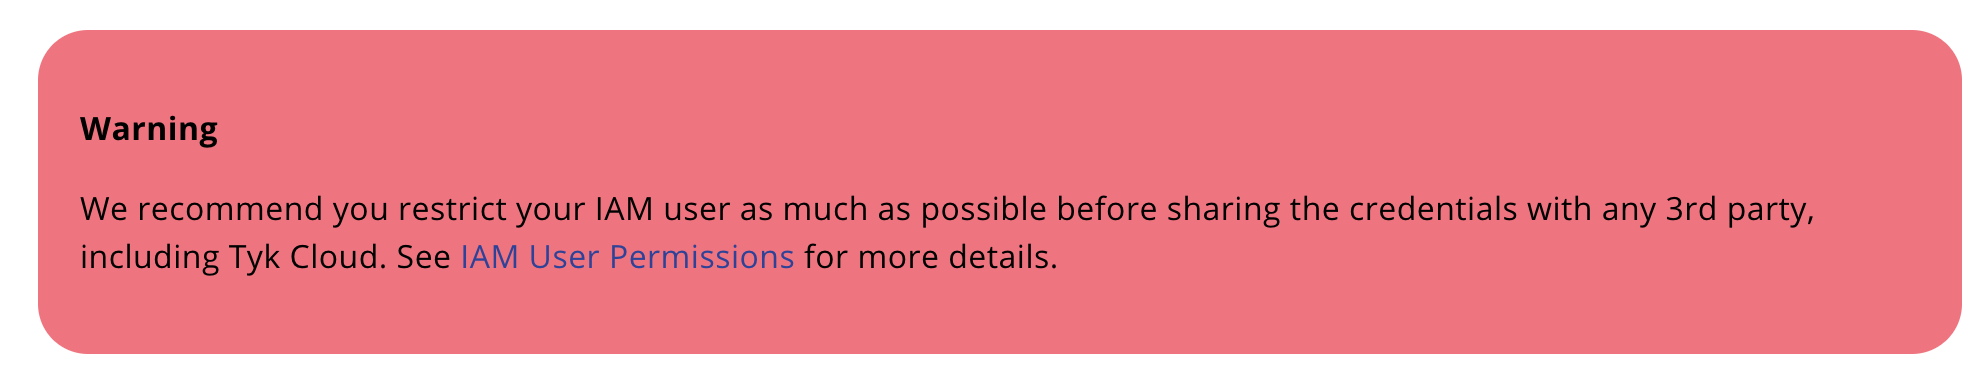 Warning
We recommend you restrict your IAM user as much as possible before sharing the credentials with any 3rd party,
including Tyk Cloud. See IAM User Permissions for more details.